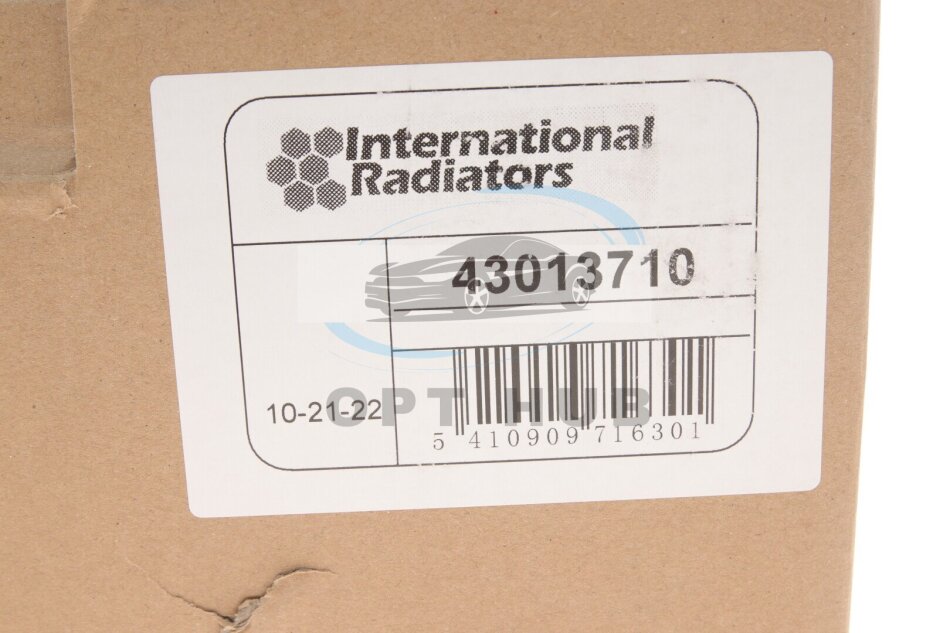 International
Radiators
43013710
10-21-22
OPT HUB
5 410909 716301